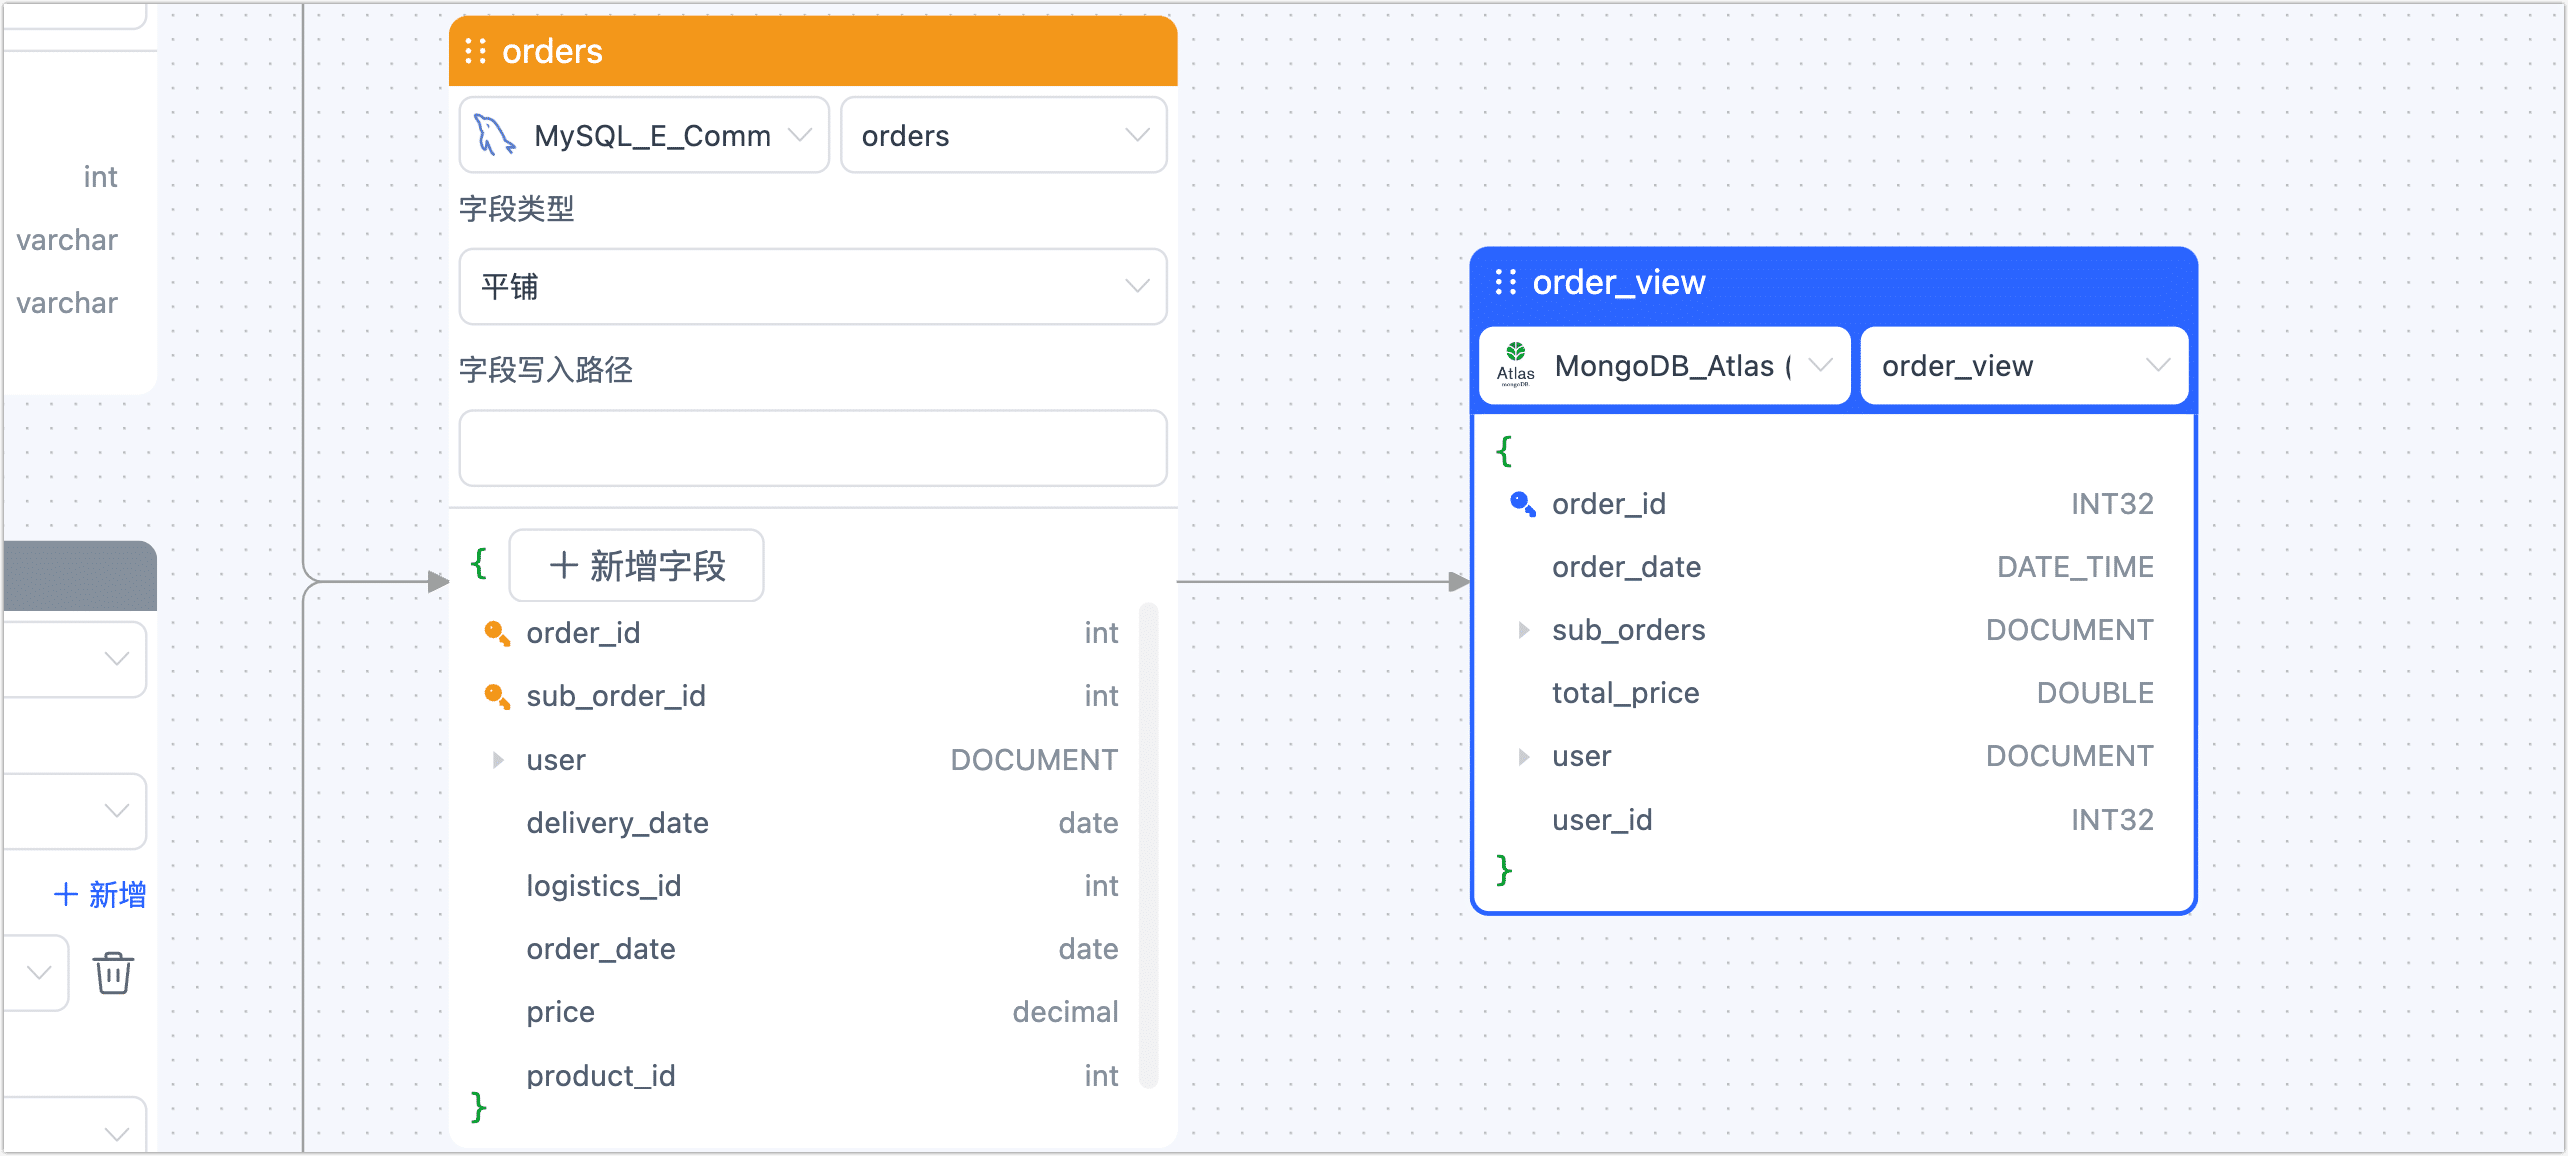 int
varchar
varchar
+ 新增
orders
MySQL_E_Comm
orders
字段类型
平铺
字段写入路径
{
+ 新增字段
order_id int
sub_order_id int
user DOCUMENT
delivery_date date
logistics_id int
order_date date
price decimal
product_id int
}
order_view
Atlas
mongoDB.
MongoDB_Atlas (
order_view
{
order_id INT32
order_date DATE_TIME
sub_orders DOCUMENT
total_price DOUBLE
user DOCUMENT
user_id INT32
}